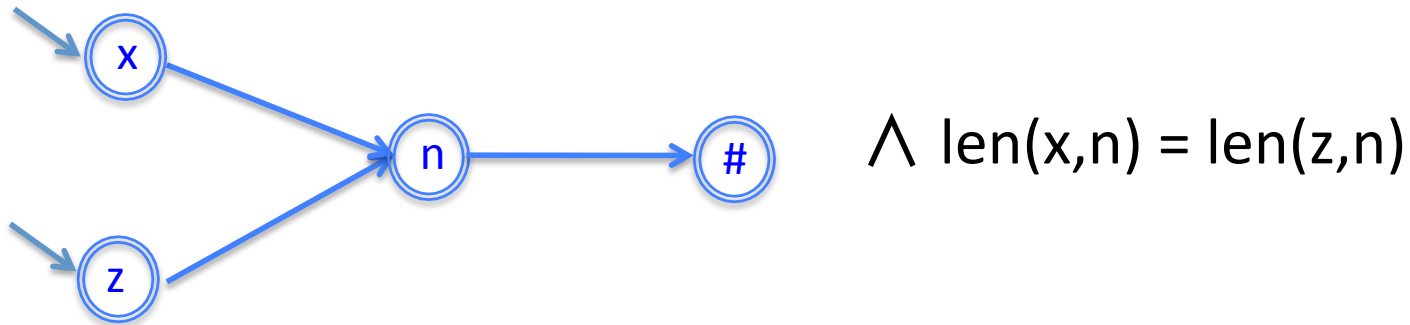 x
n
#
∧ len(x,n) = len(z,n)
z